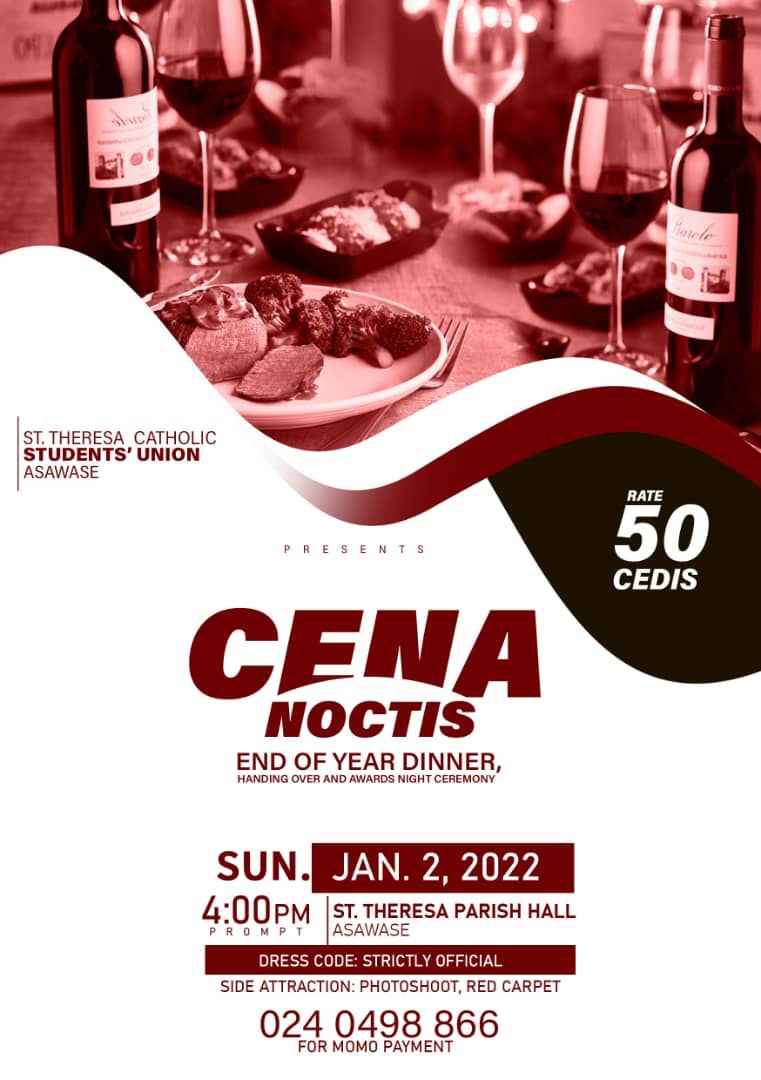 Barolo
Barolo
ST. THERESA CATHOLIC
STUDENTS' UNION
ASAWASE
RATE
50
CEDIS
PRESENTS
CENA
NOCTIS
END OF YEAR DINNER,
HANDING OVER AND AWARDS NIGHT CEREMONY
SUN. JAN. 2, 2022
4:00PM
PROMPT
ST. THERESA PARISH HALL
ASAWASE
DRESS CODE: STRICTLY OFFICIAL
SIDE ATTRACTION: PHOTOSHOOT, RED CARPET
024 0498 866
FOR MOMO PAYMENT